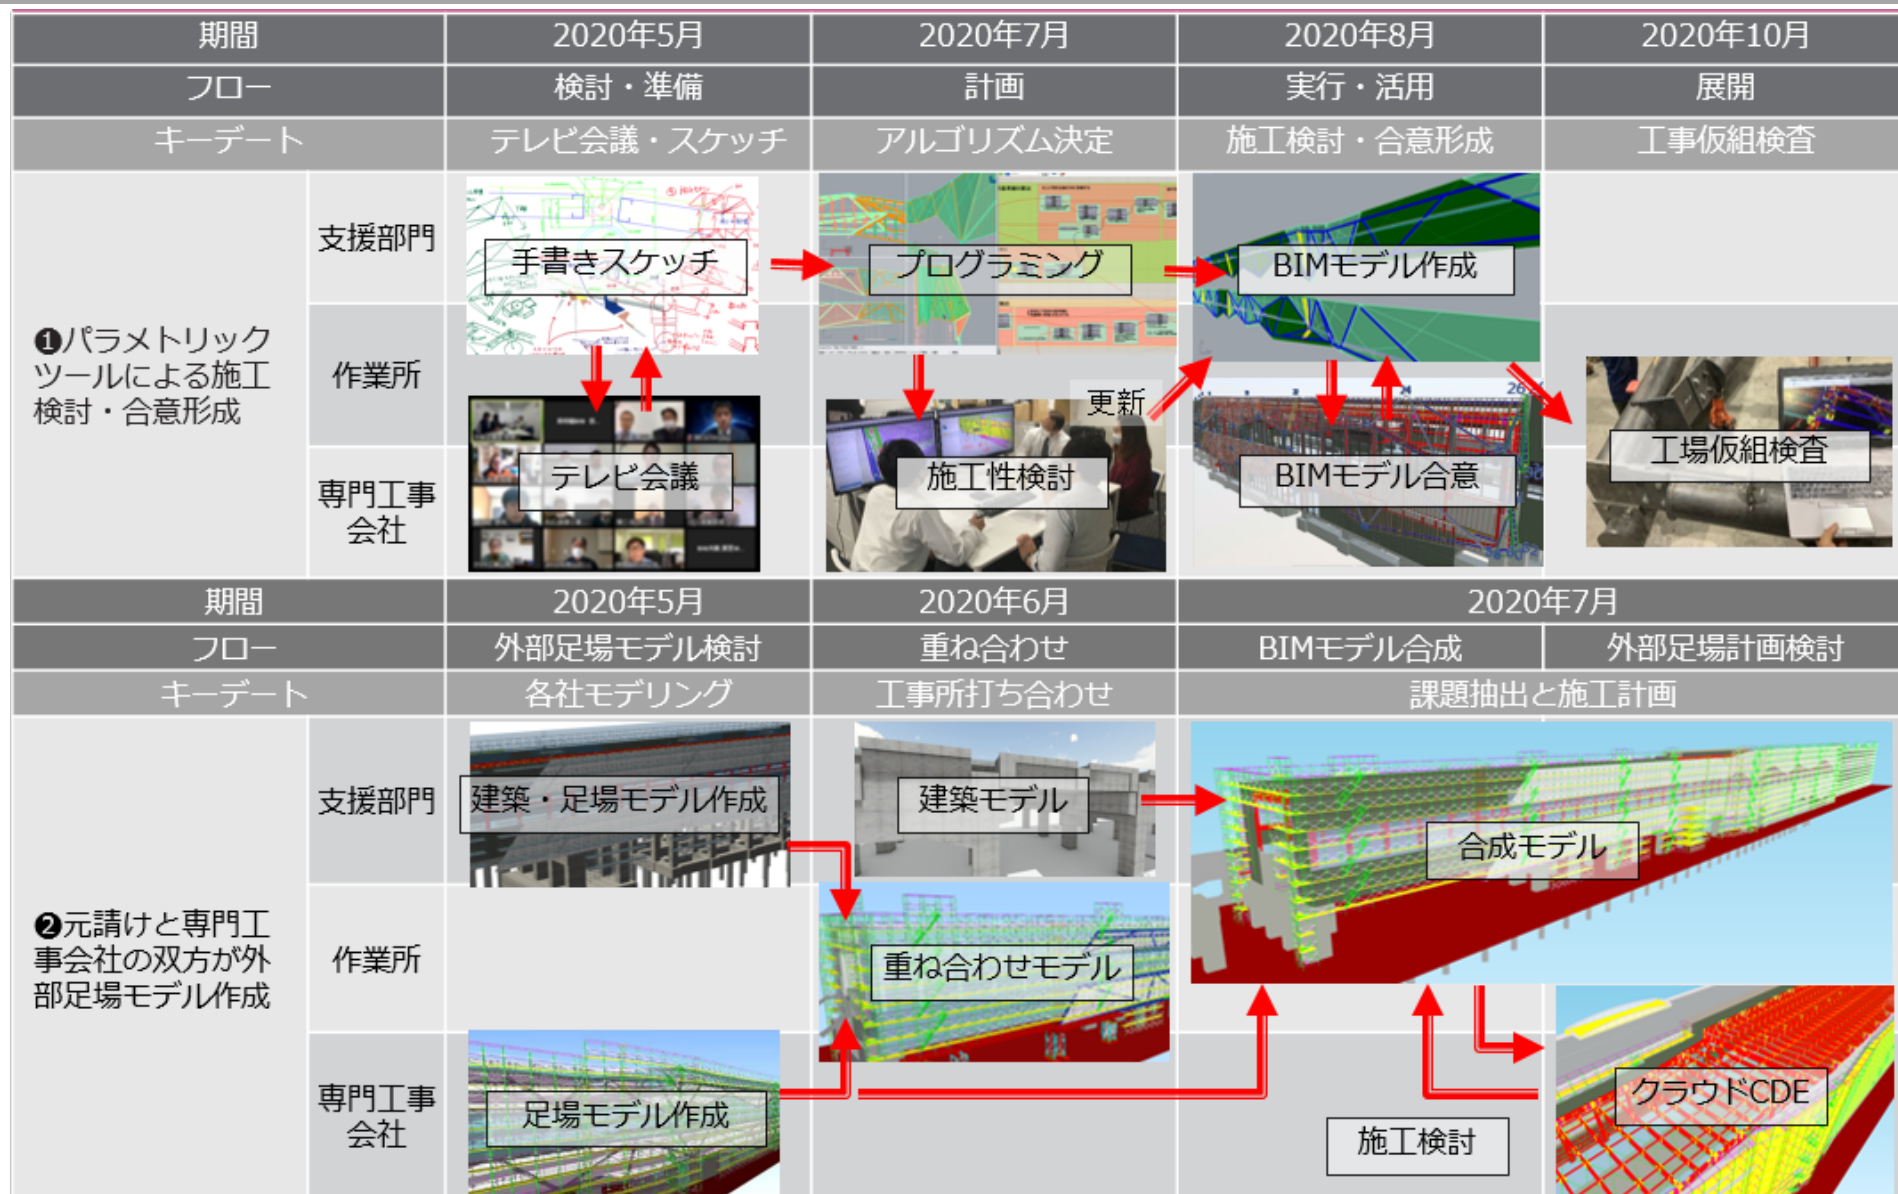 期間 2020年5月 2020年7月 2020年8月 2020年10月
フロー 検討・準備 計画 実行・活用 展開
キーデート テレビ会議・スケッチ アルゴリズム決定 施工検討・合意形成 工事仮組検査
❶パラメトリック
ツールによる施工
検討・合意形成
支援部門
手書きスケッチ
プログラミング
BIMモデル作成
作業所
更新
専門工事
会社
テレビ会議
施工性検討
BIMモデル合意
工場仮組検査
期間 2020年5月 2020年6月 2020年7月
フロー 外部足場モデル検討 重ね合わせ BIMモデル合成 外部足場計画検討
キーデート 各社モデリング 工事所打ち合わせ 課題抽出と施工計画
❷元請けと専門工
事会社の双方が外
部足場モデル作成
支援部門
建築・足場モデル作成
建築モデル
合成モデル
作業所
重ね合わせモデル
専門工事
会社
足場モデル作成
クラウドCDE
施工検討